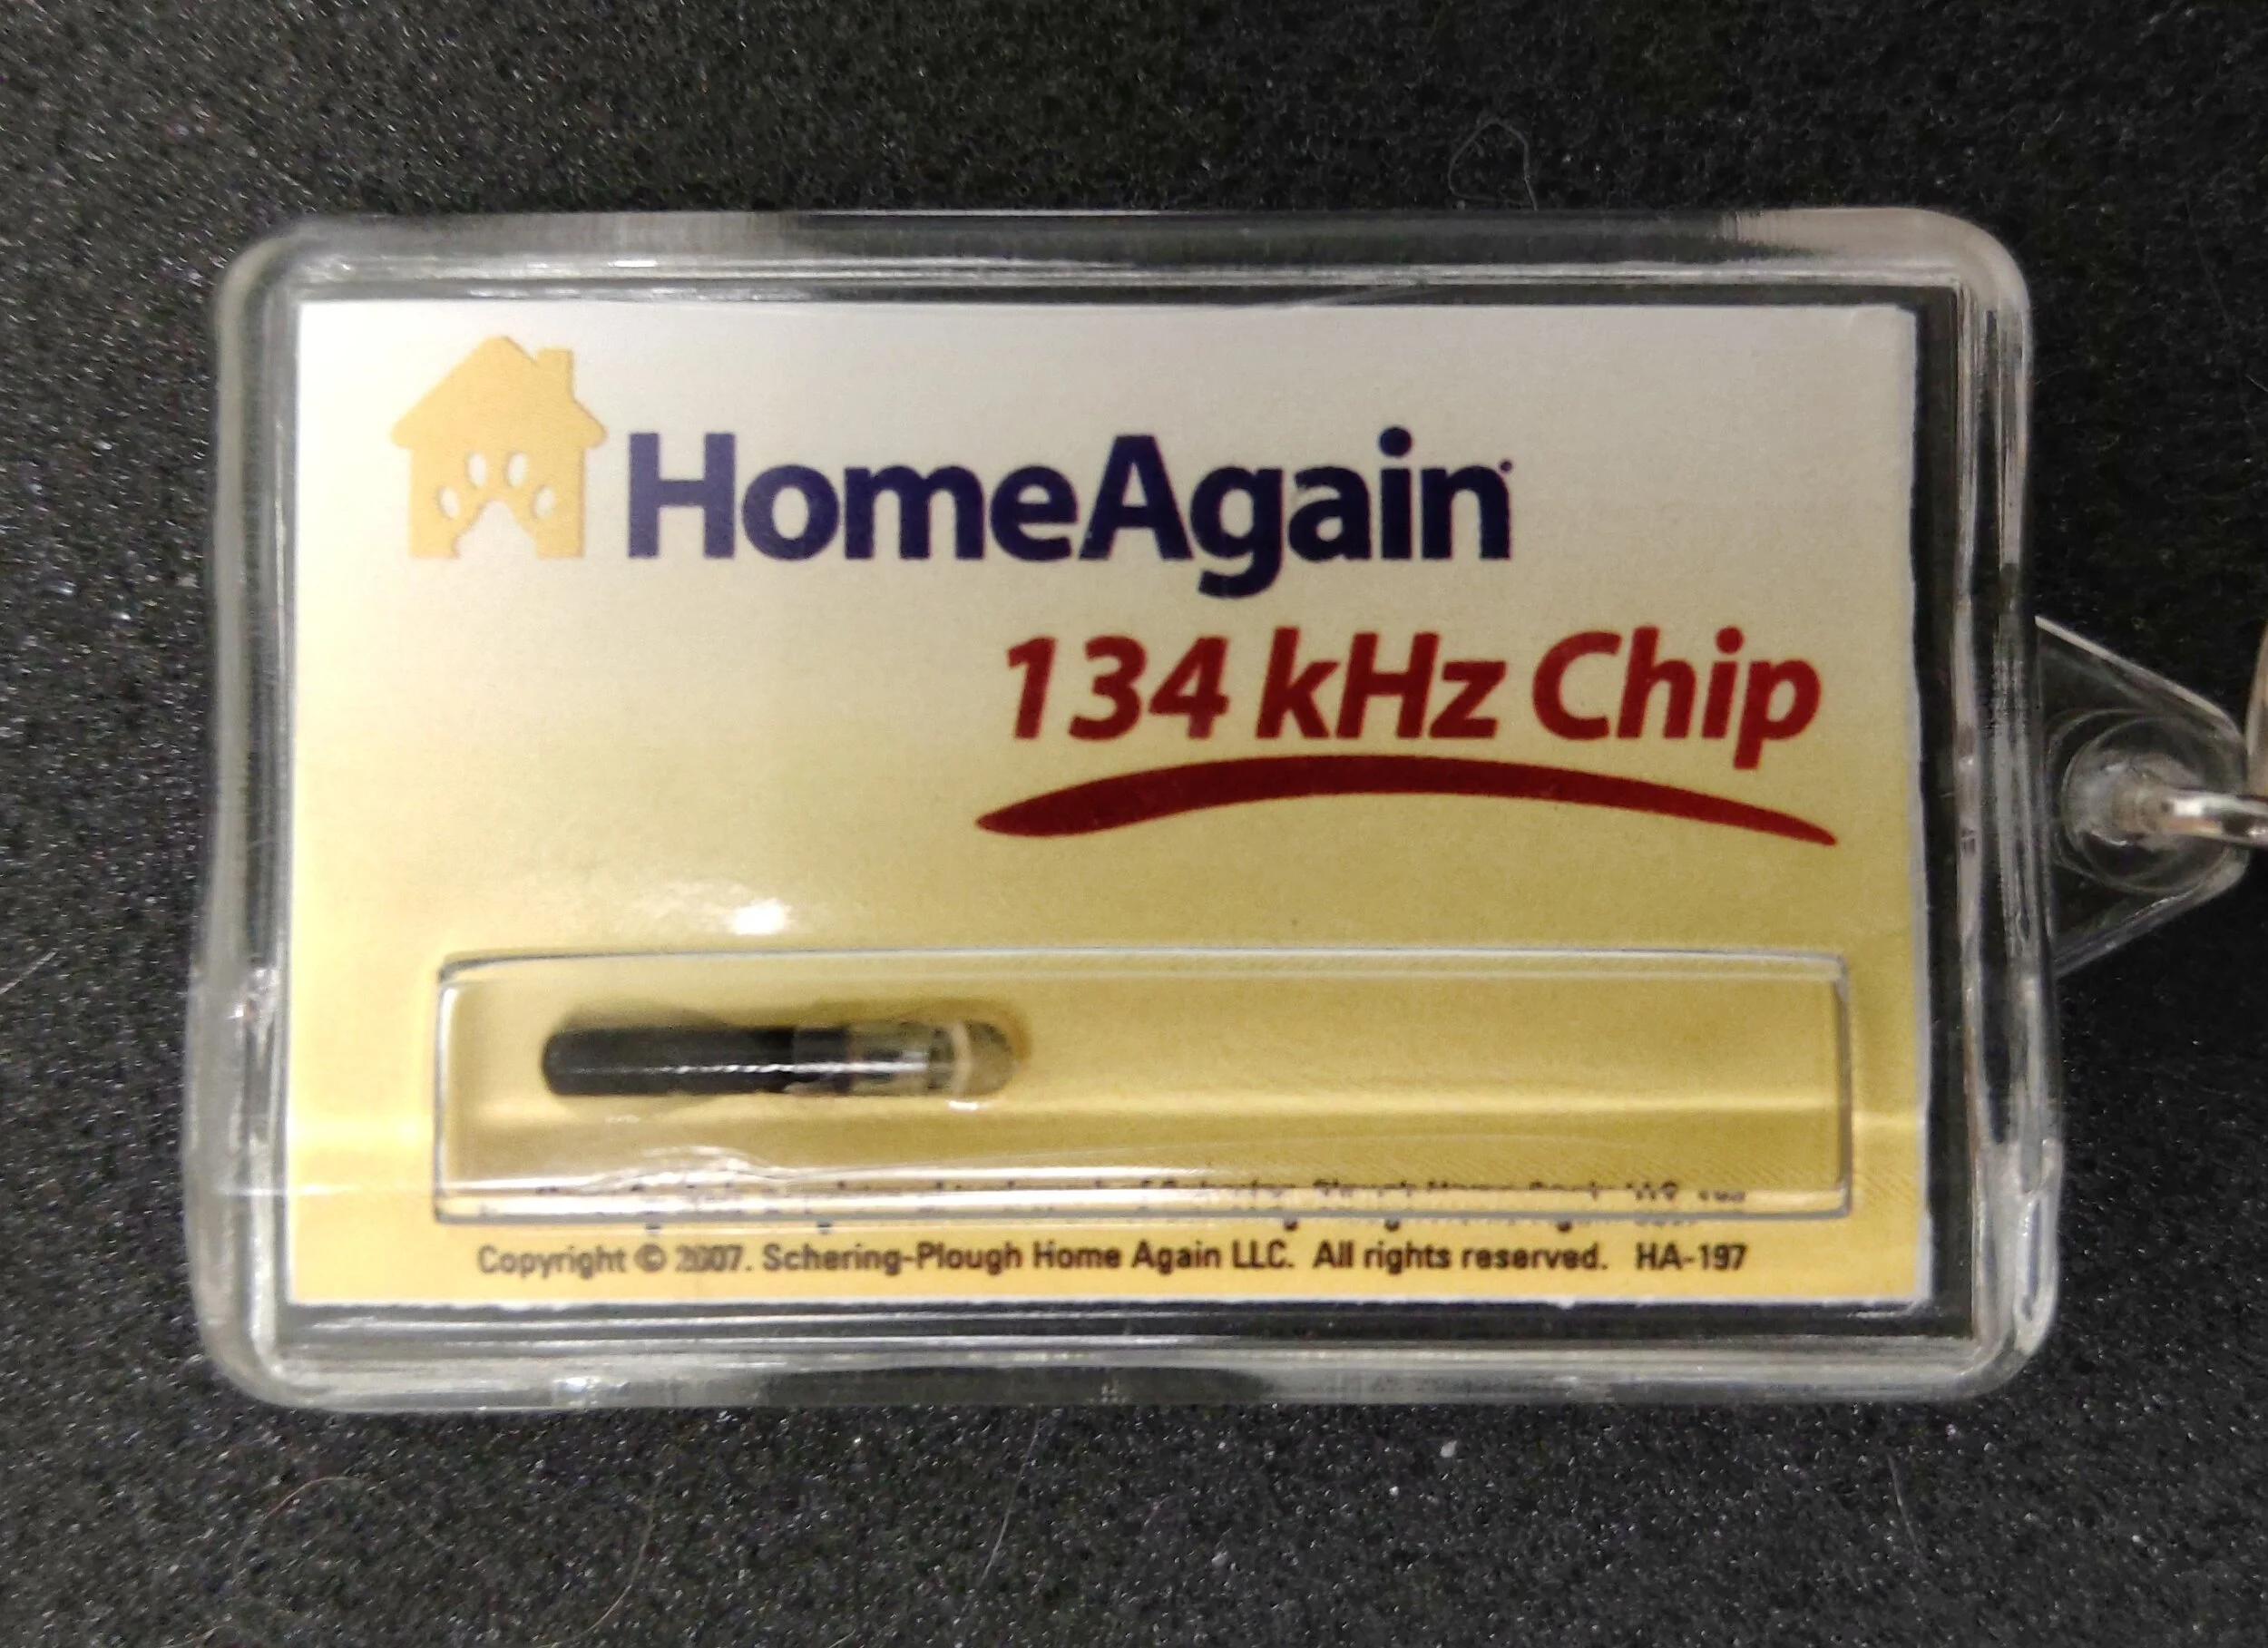 HomeAgain
134 kHz Chip
Copyright © 2007. Schering-Plough Home Again LLC. All rights reserved. HA-197